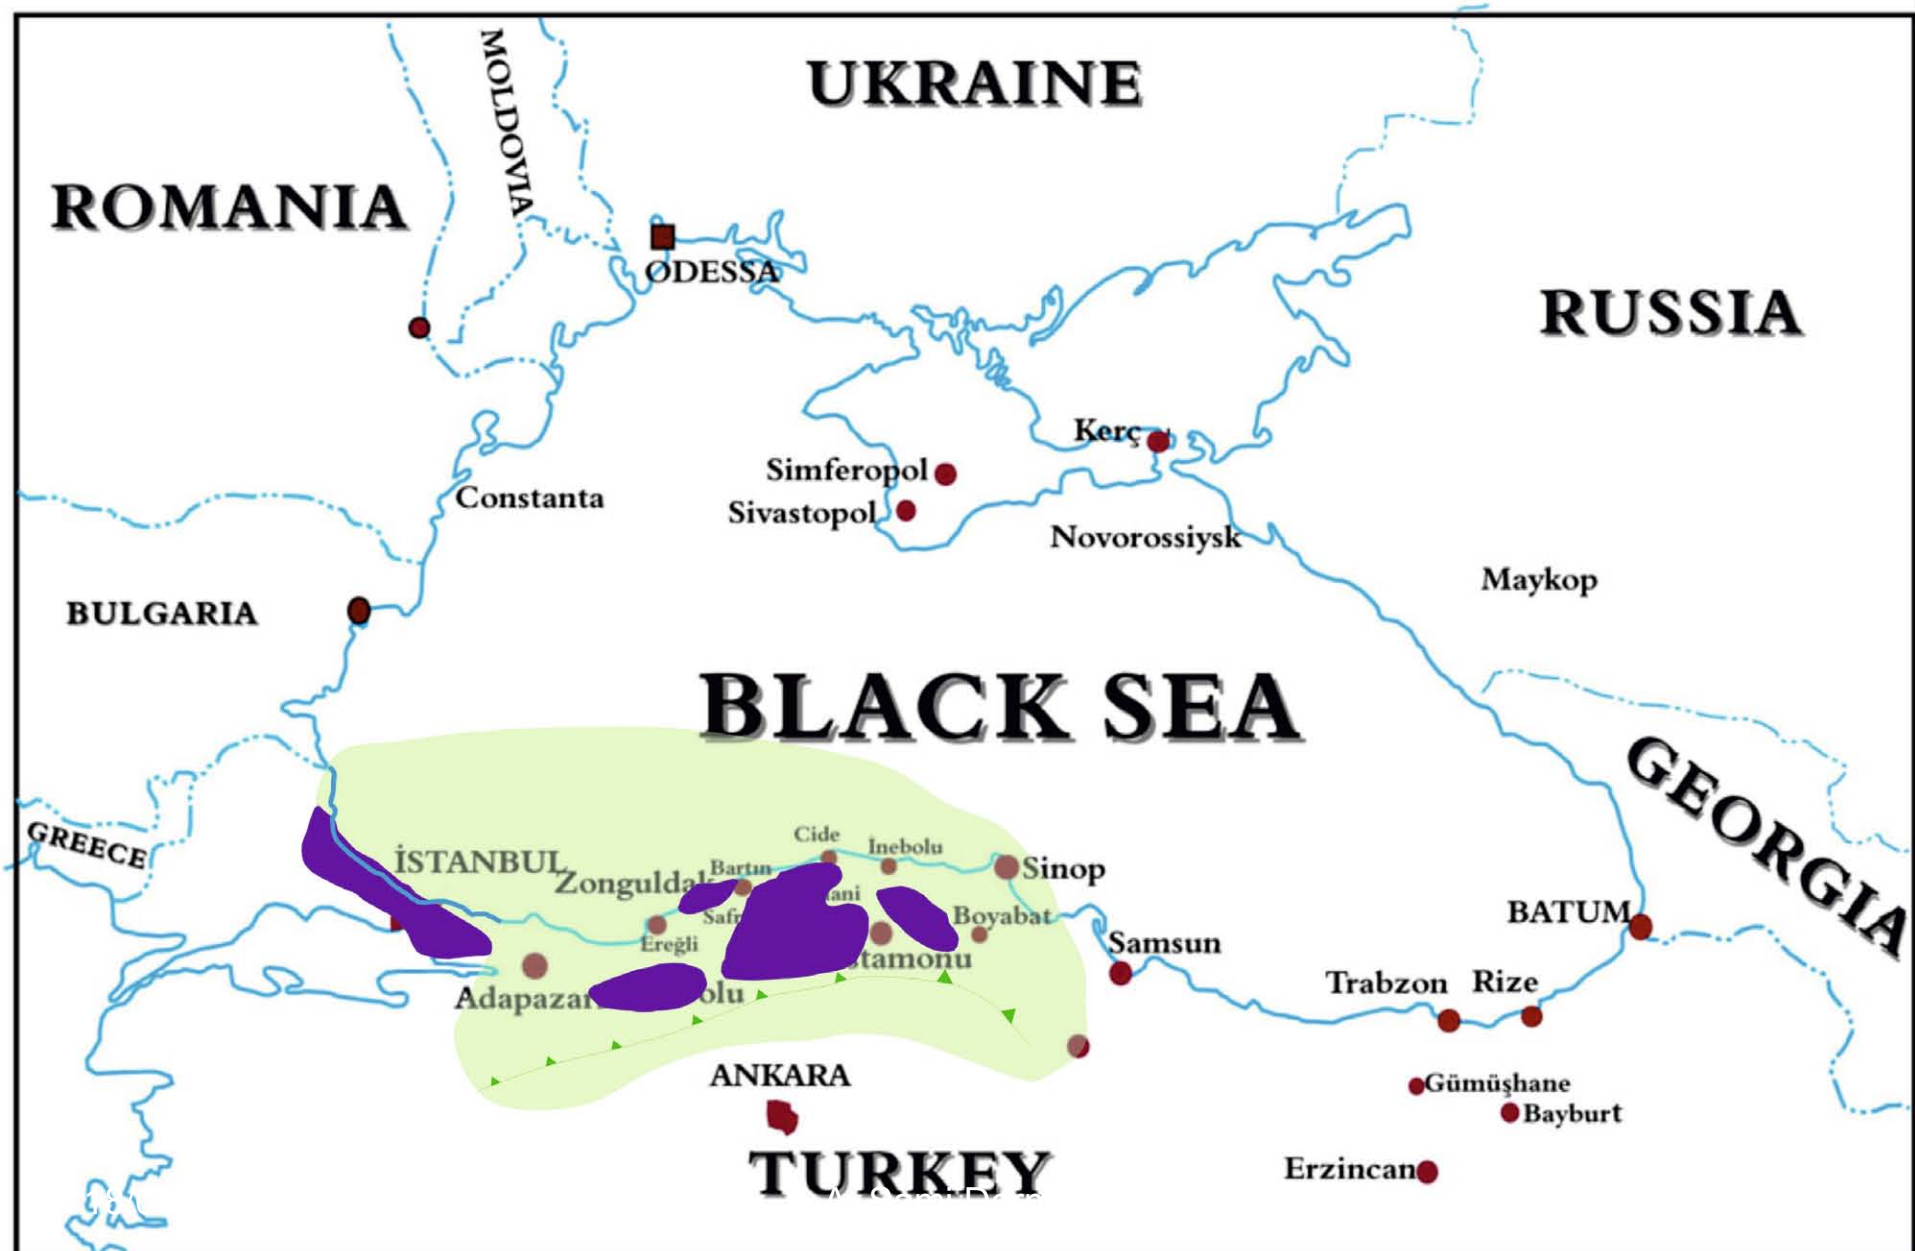 MOLDOVIA
UKRAINE
ROMANIA
ODESSA
RUSSIA
Kerç
Simferopol
Sivastopol
Constanta
Novorossiysk
Maykop
BULGARIA
BLACK SEA
GEORGIA
GREECE
İSTANBUL
Cide
İnebolu
Zonguldak
Bartın
Sinop
Boyabat
BATUM
Ereğli
Samsun
Trabzon
Rize
ANKARA
Gümüşhane
Bayburt
TURKEY
Erzincan